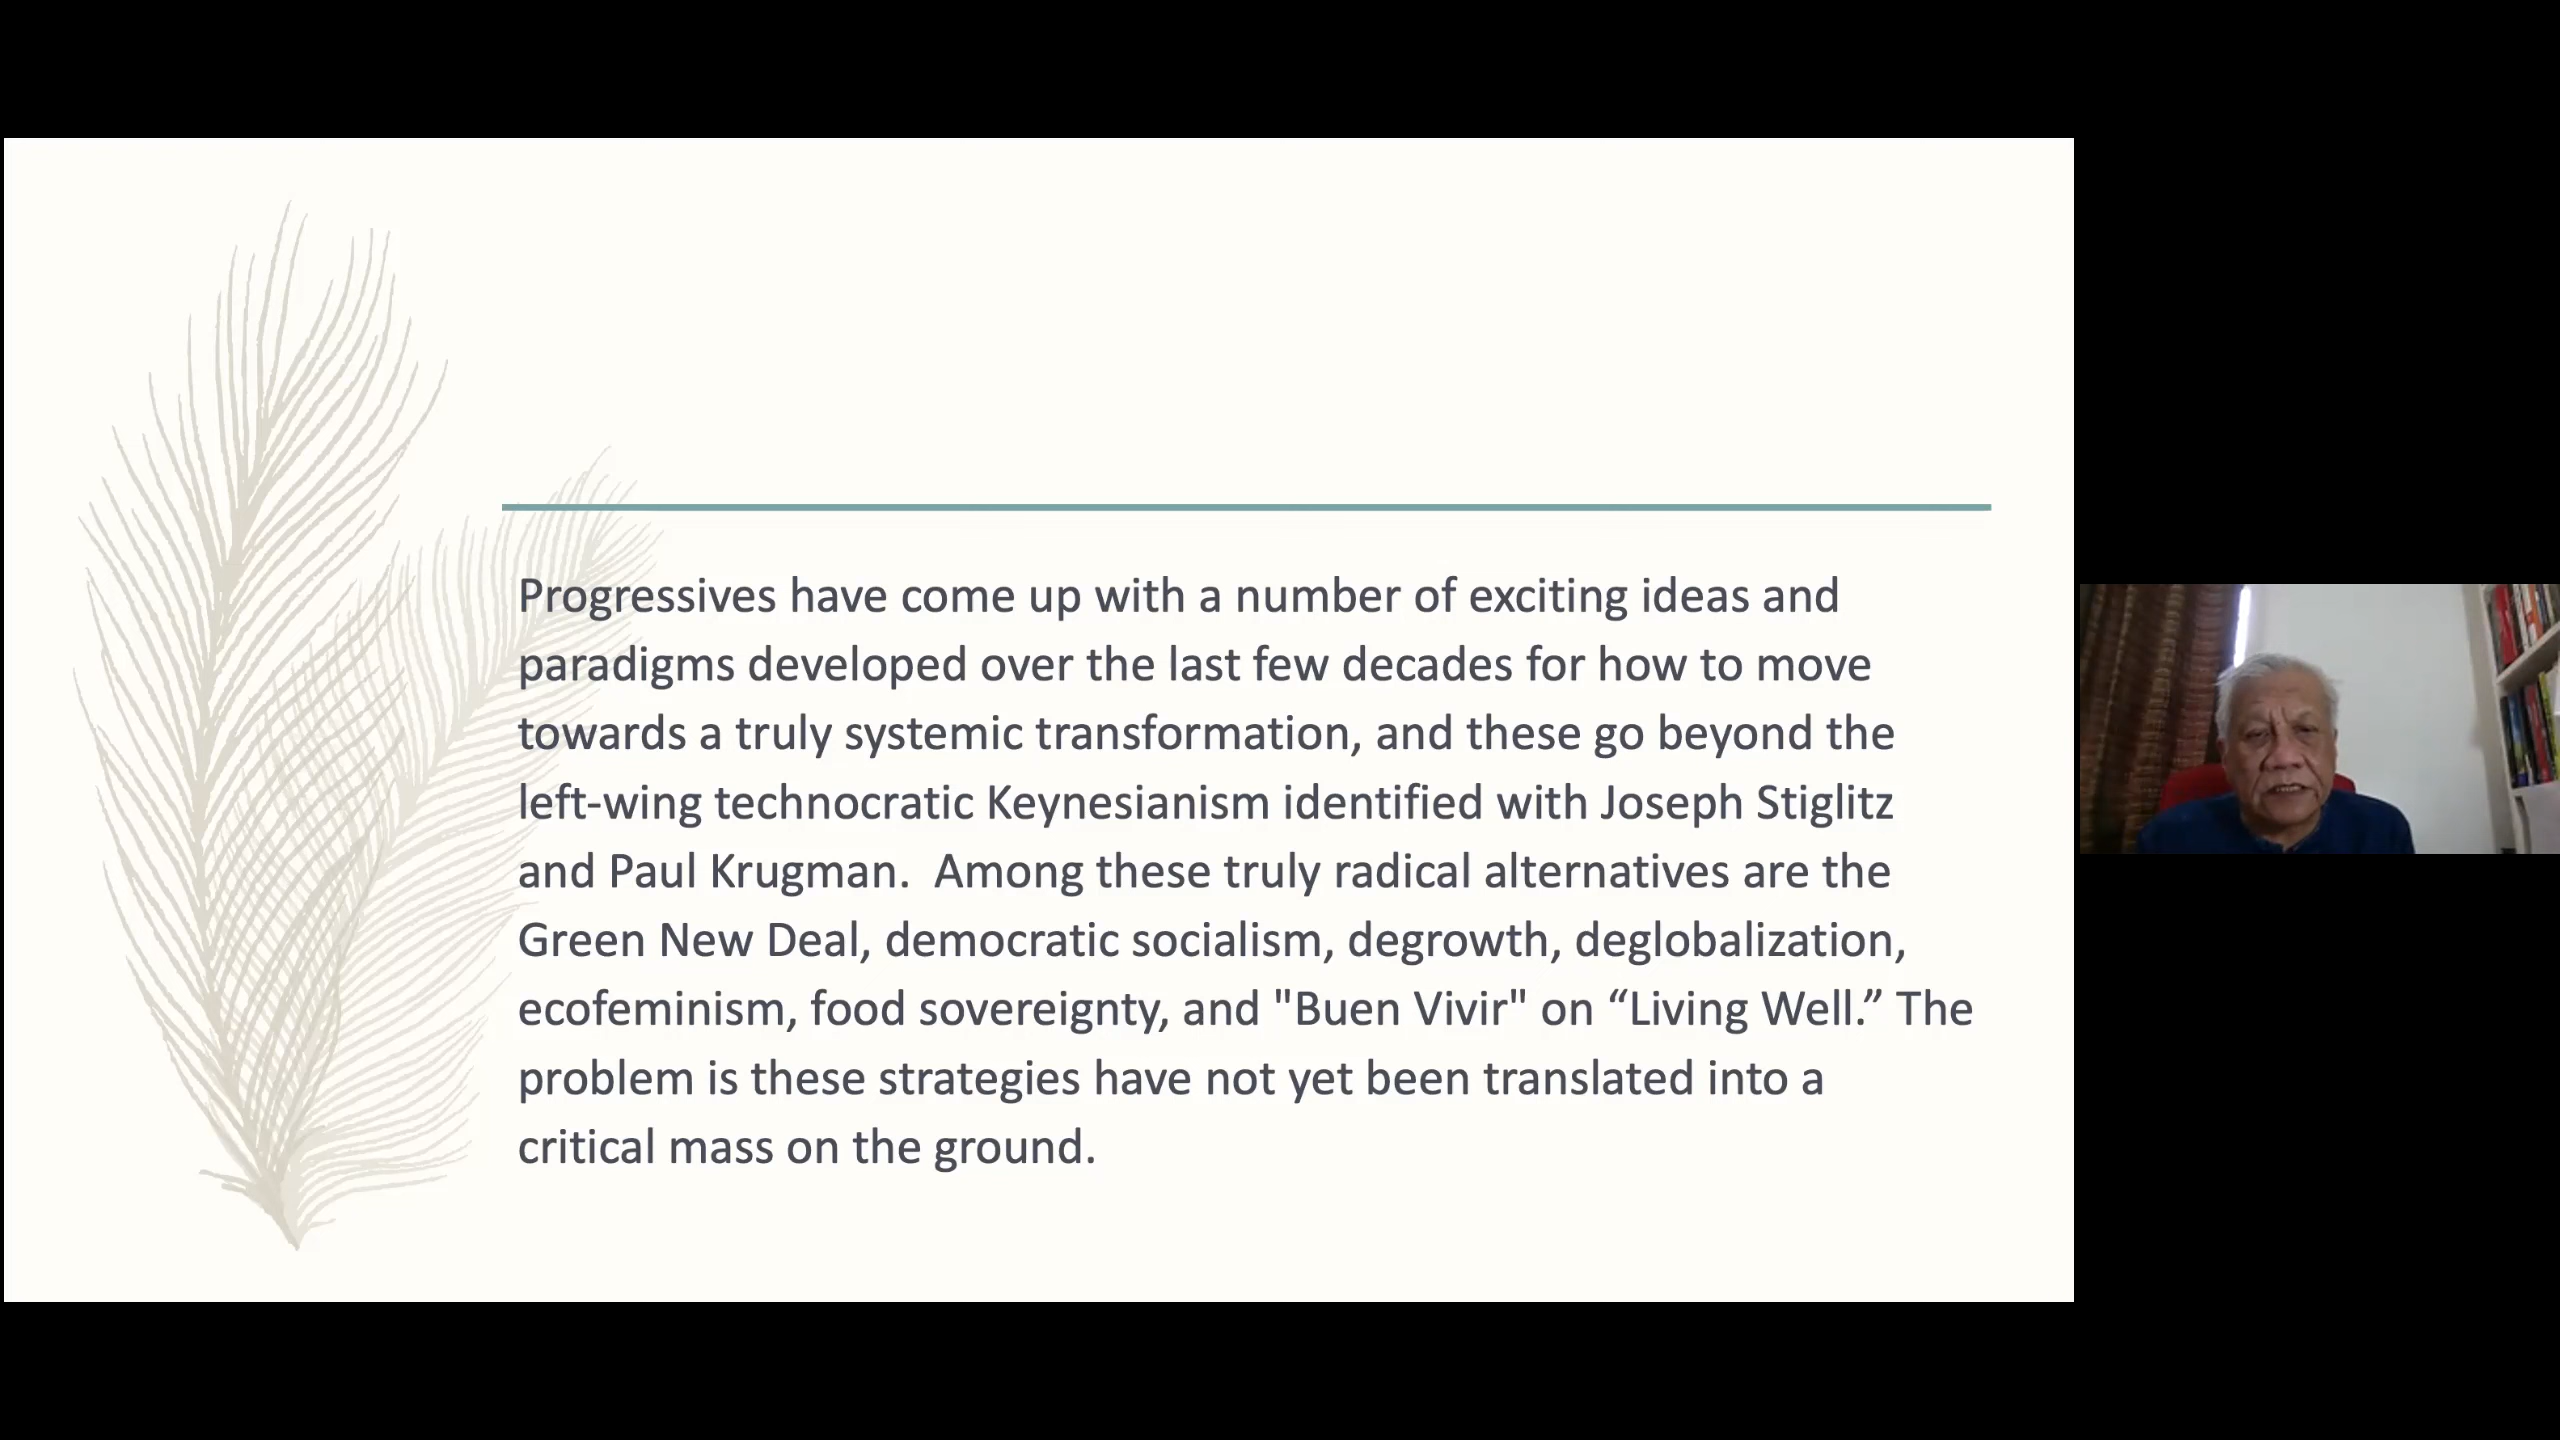 Progressives have come up with a number of exciting ideas and
paradigms developed over the last few decades for how to move
towards a truly systemic transformation, and these go beyond the
left-wing technocratic Keynesianism identified with Joseph Stiglitz
and Paul Krugman.  Among these truly radical alternatives are the
Green New Deal, democratic socialism, degrowth, deglobalization,
ecofeminism, food sovereignty, and "Buen Vivir" on “Living Well.” The
problem is these strategies have not yet been translated into a
critical mass on the ground.